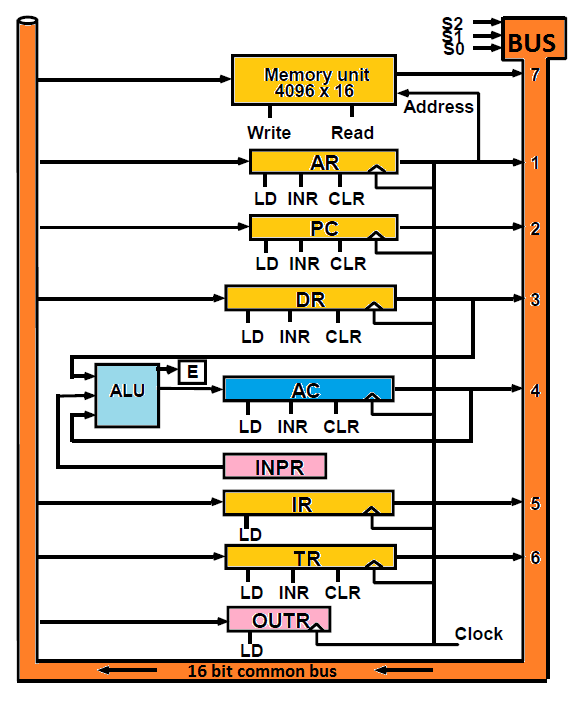 S2
S1
S0
BUS
Memory unit
4096 x 16
7
Address
Write Read
AR
1
LD INR CLR
PC
2
LD INR CLR
DR
3
LD INR CLR
ALU
E
AC
4
LD INR CLR
INPR
IR
5
LD
TR
6
LD INR CLR
OUTR
LD
Clock
16 bit common bus